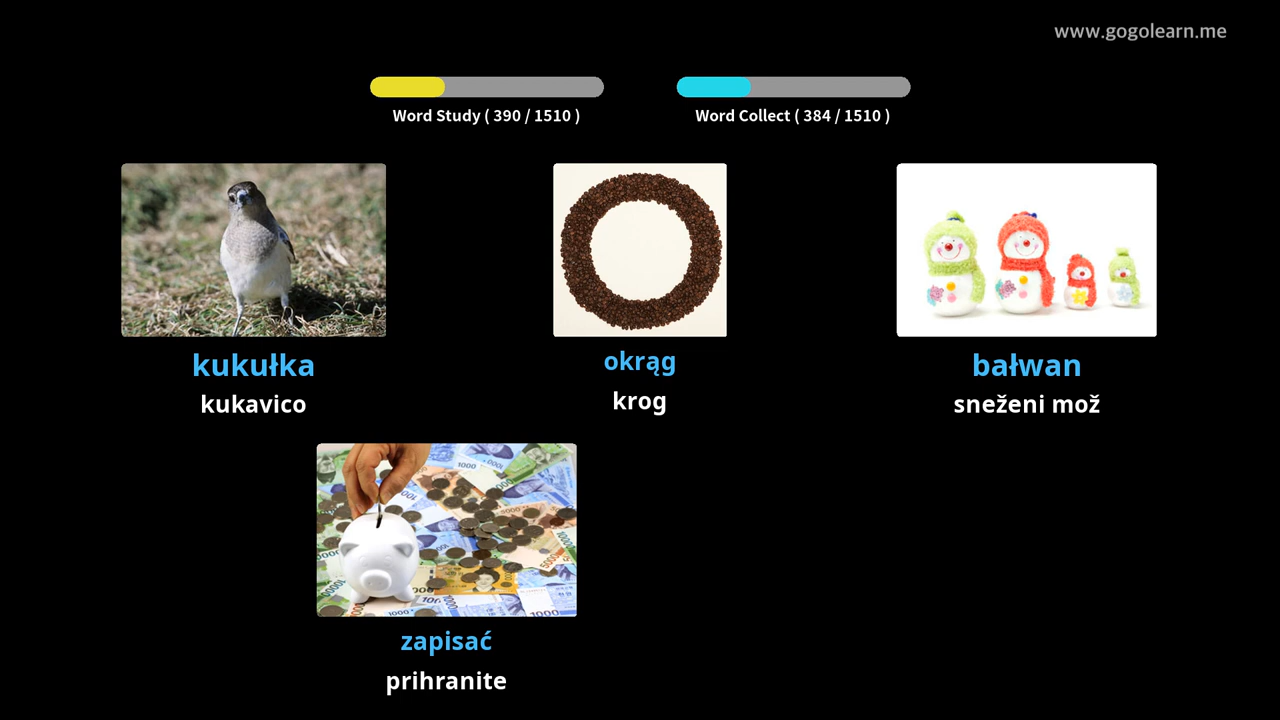 www.gogolearn.me
Word Study ( 390 / 1510 )
Word Collect ( 384 / 1510 )
kukułka
kukavico
okrąg
krog
bałwan
sneženi mož
zapisać
prihranite